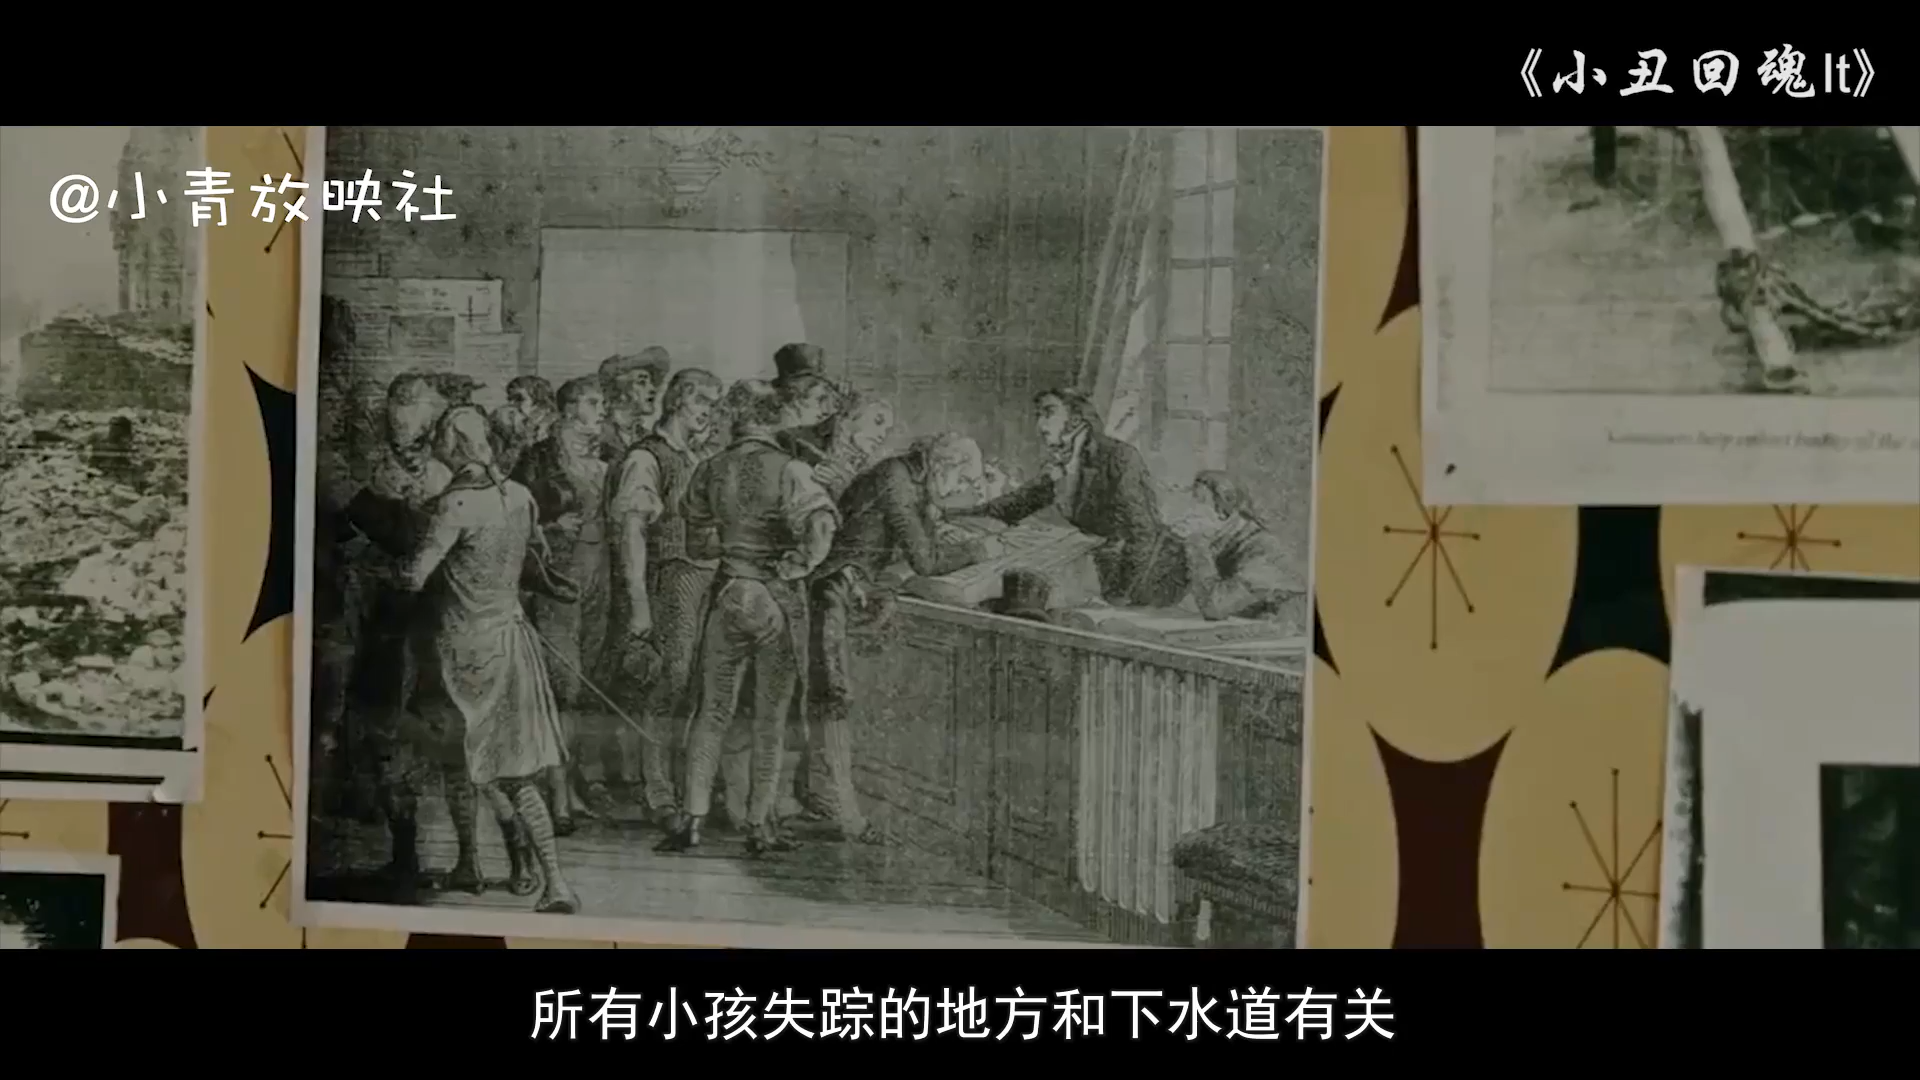 《小丑回魂It》
@小青放映社
所有小孩失踪的地方和下水道有关